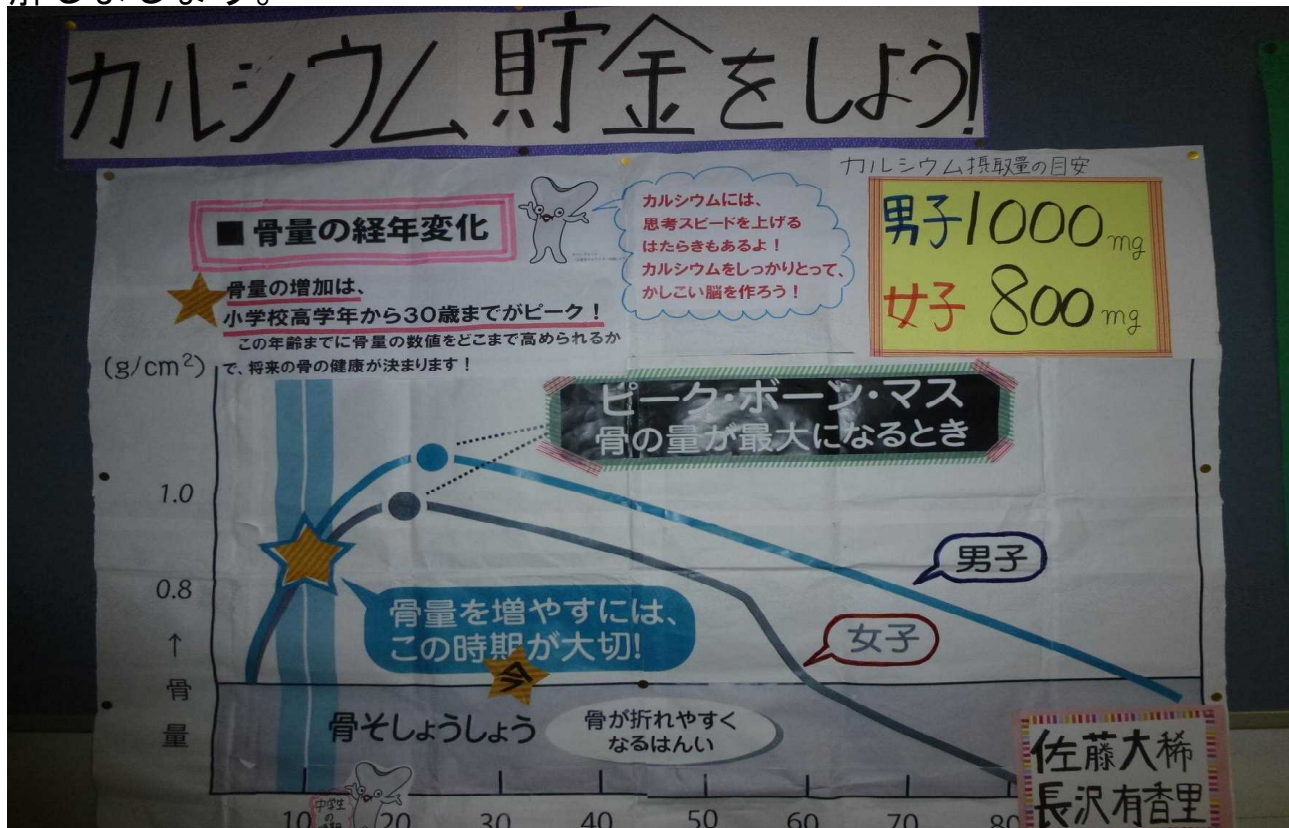 解しましょう。
カルシウム貯金をしよう!
カルシウム摂取量の目安
男子1000mg
女子 800mg
■骨量の経年変化
カルシウムには、
思考スピードを上げる
はたらきもあるよ！
カルシウムをしっかりとって、
かしこい脳を作ろう！
骨量の増加は、
小学校高学年から30歳までがピーク！
この年齢までに骨量の数値をどこまで高められるか
で、将来の骨の健康が決まります！
(g/cm²)
ピーク・ボーン・マス
骨の量が最大になるとき
1.0
0.8
↑
骨
量
男子
女子
骨量を増やすには、
この時期が大切!
今
骨そしょうしょう
骨が折れやすく
なるはんい
中学生
の
10 20 30 40 50 60 70 80
佐藤大稀
長沢有香里